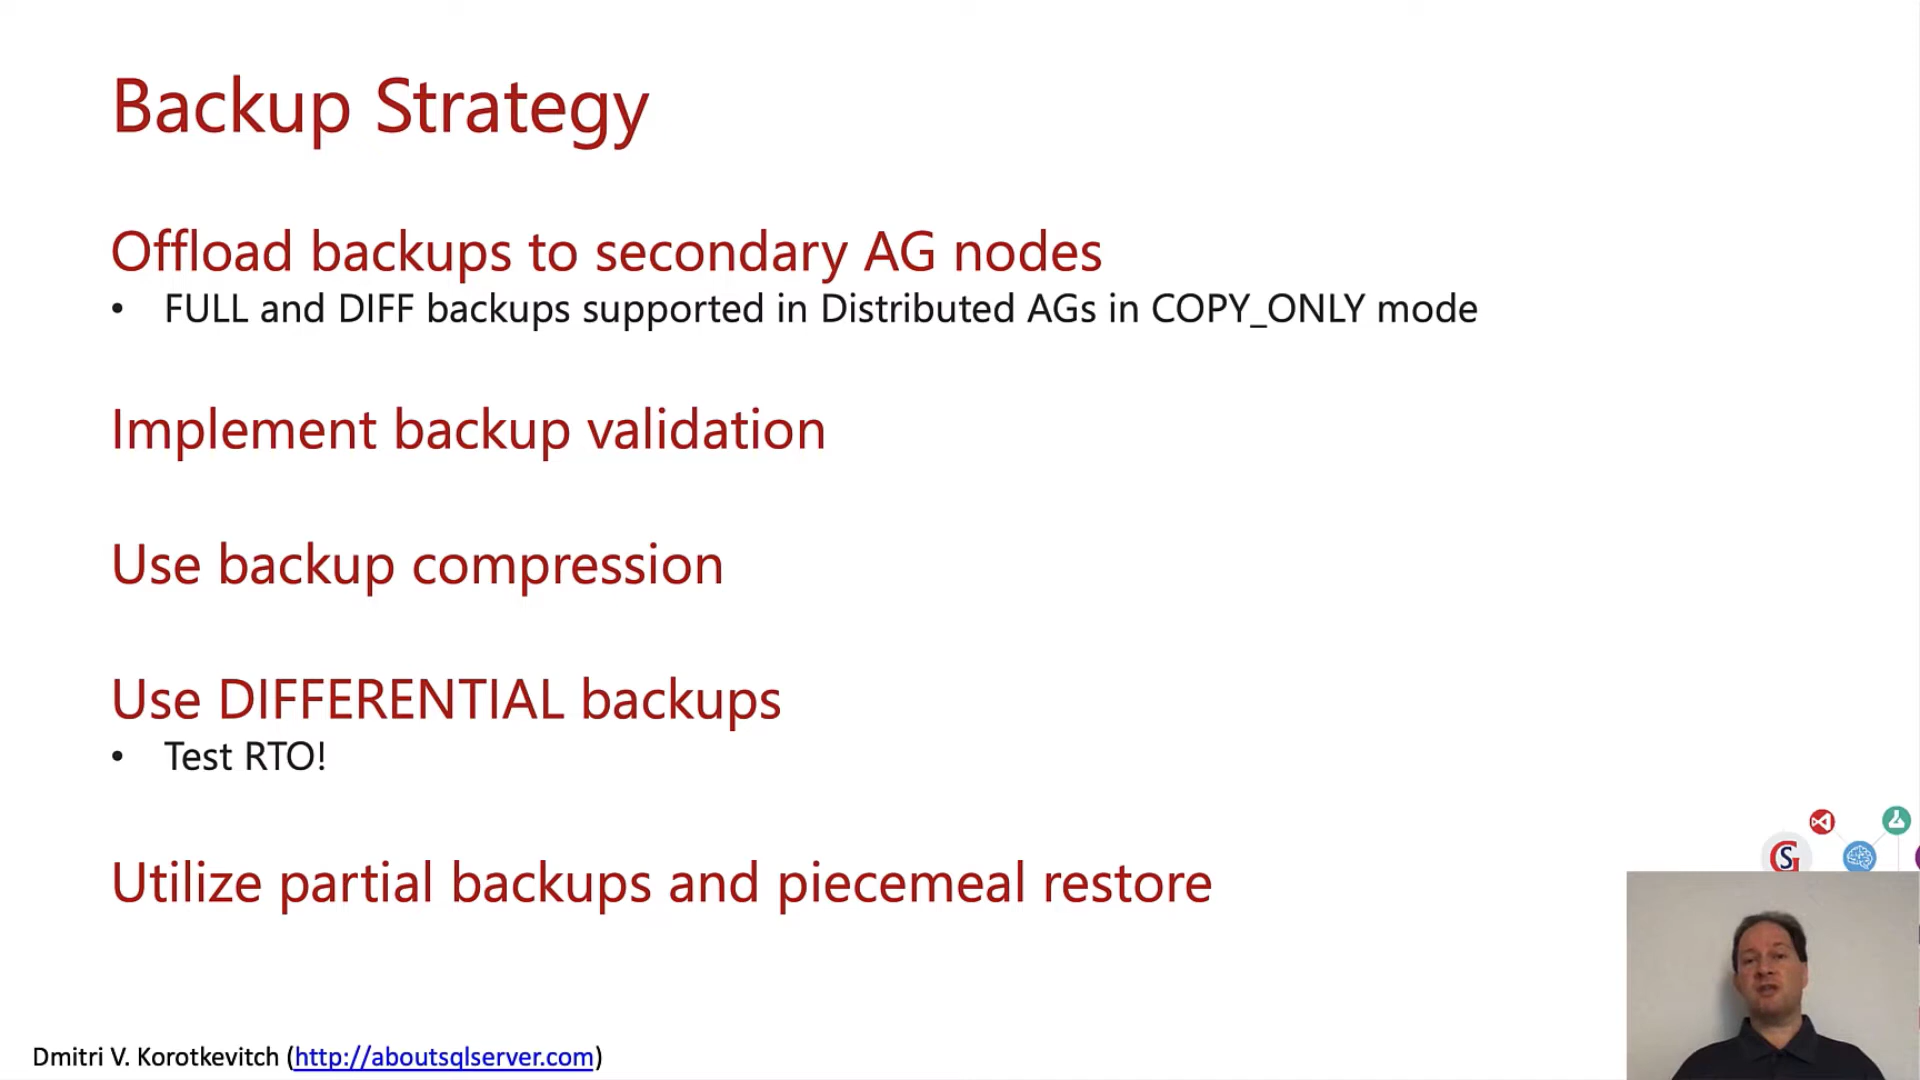 Backup Strategy
Offload backups to secondary AG nodes
• FULL and DIFF backups supported in Distributed AGs in COPY_ONLY mode
Implement backup validation
Use backup compression
Use DIFFERENTIAL backups
• Test RTO!
Utilize partial backups and piecemeal restore
Dmitri V. Korotkevitch (http://aboutsqlserver.com)